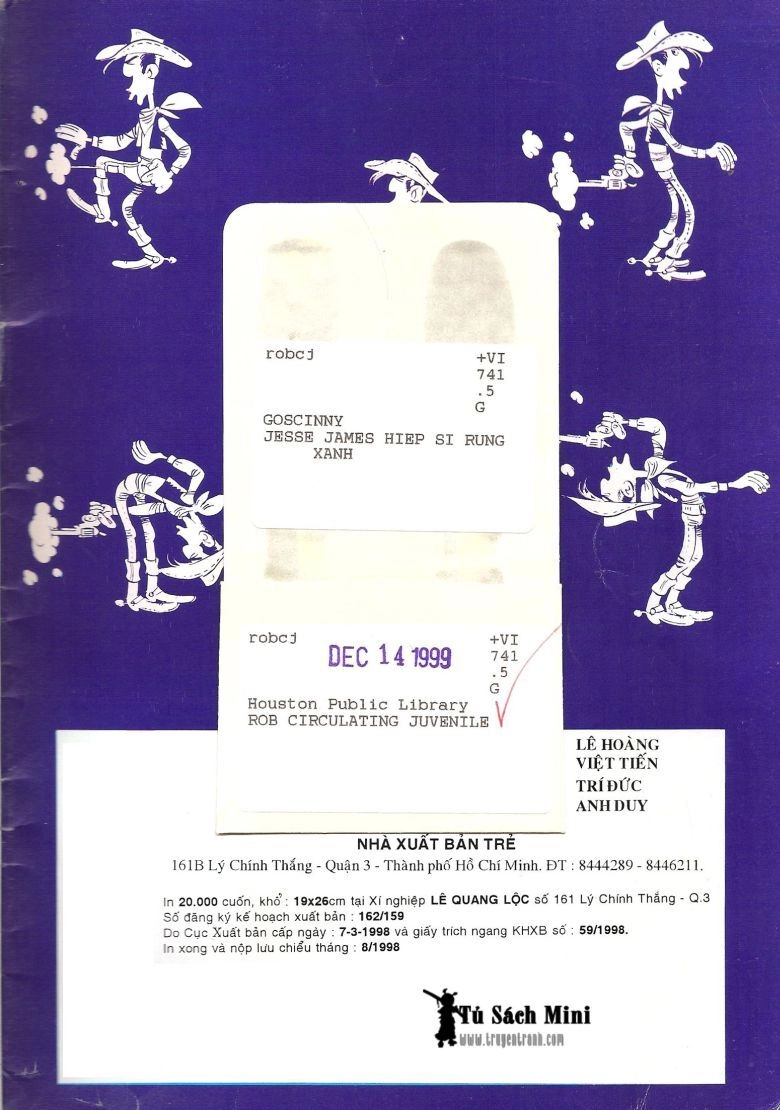 robcj +VI
741
.5
G
GOSCINNY
JESSE JAMES HIEP SI RUNG
XANH
robcj +VI
DEC 14 1999 741
.5
G
Houston Public Library
ROB CIRCULATING JUVENILE
LÊ HOÀNG
VIỆT TIẾN
TRÍ ĐỨC
ANH DUY
NHÀ XUẤT BẢN TRẺ
161B Lý Chính Thắng - Quận 3 - Thành phố Hồ Chí Minh. ĐT : 8444289 - 8446211.
In 20.000 cuốn, khổ : 19x26cm tại Xí nghiệp LÊ QUANG LỘC số 161 Lý Chính Thắng - Q.3
Số đăng ký kế hoạch xuất bản : 162/159
Do Cục Xuất bản cấp ngày : 7-3-1998 và giấy trích ngang KHXB số : 59/1998.
In xong và nộp lưu chiểu tháng : 8/1998
Tủ Sách Mini
www.truyentranh.com